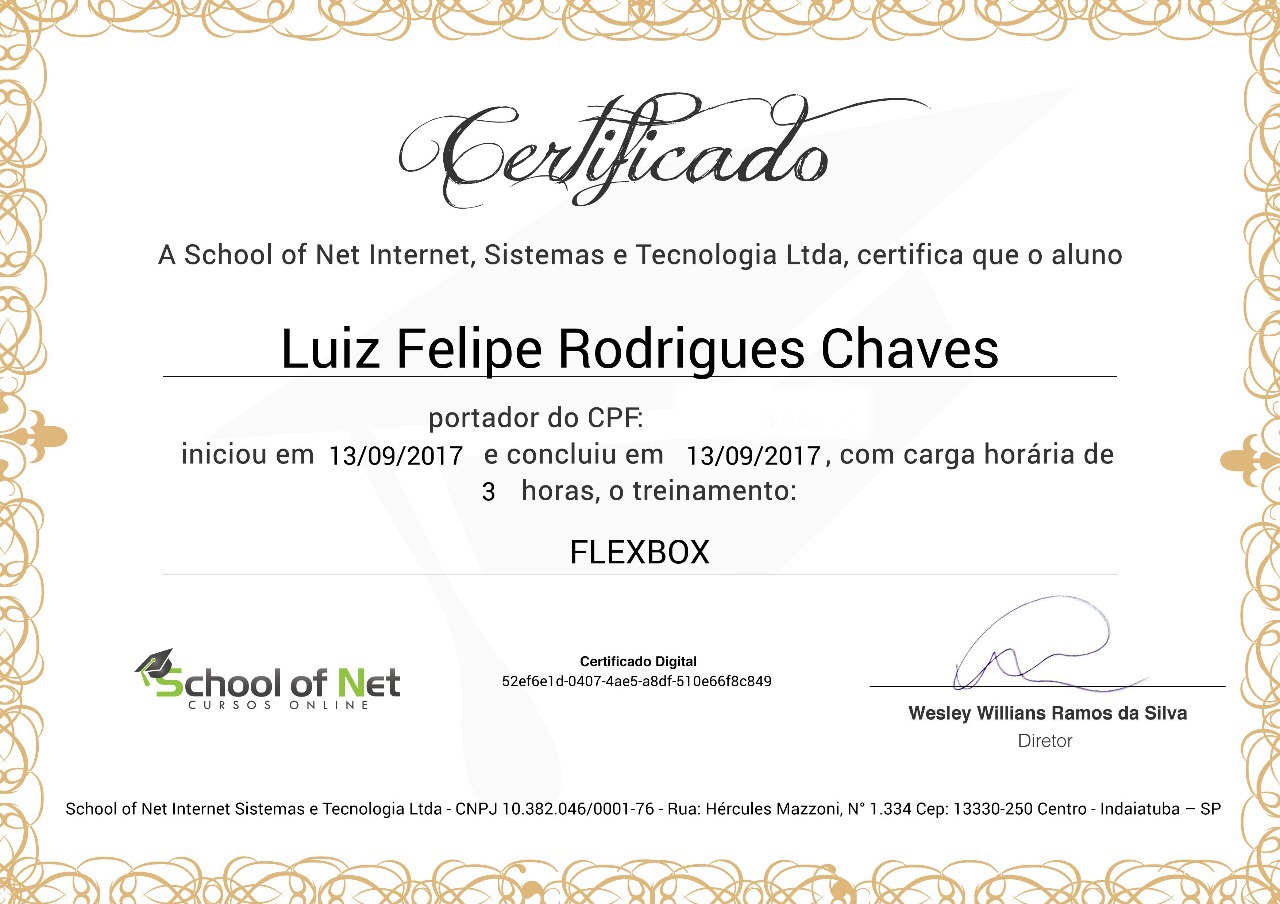 Certificado
A School of Net Internet, Sistemas e Tecnologia Ltda, certifica que o aluno
Luiz Felipe Rodrigues Chaves
portador do CPF:
iniciou em 13/09/2017 e concluiu em 13/09/2017, com carga horária de
3 horas, o treinamento:
FLEXBOX
School of Net
CURSOS ONLINE
Certificado Digital
52ef6e1d-0407-4ae5-a8df-510e66f8c849
Wesley Willians Ramos da Silva
Diretor
School of Net Internet Sistemas e Tecnologia Ltda - CNPJ 10.382.046/0001-76 - Rua: Hércules Mazzoni, N° 1.334 Cep: 13330-250 Centro - Indaiatuba – SP